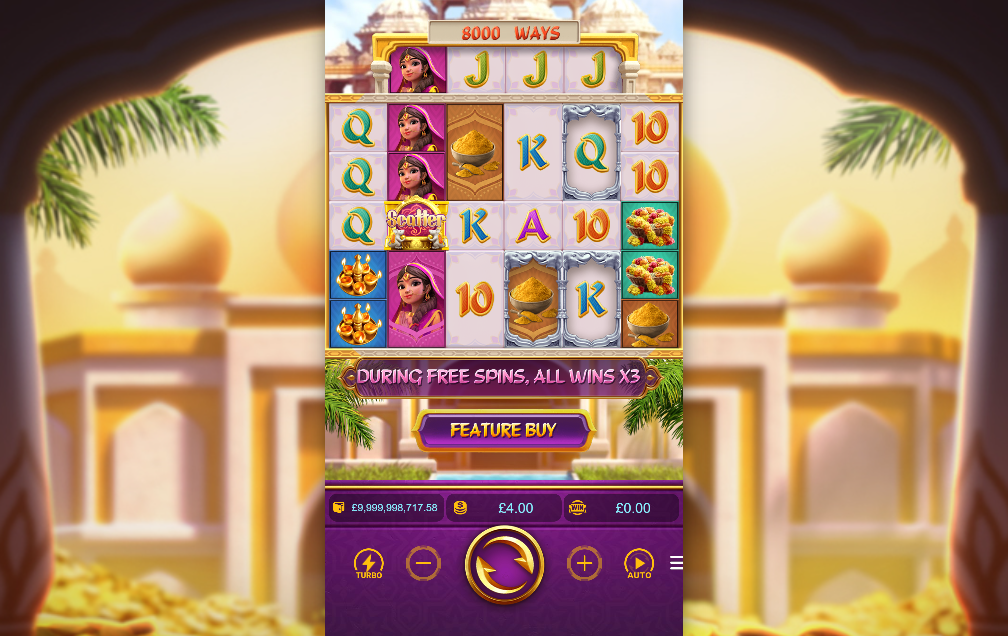 8000 WAYS
J J J
Q K Q 10
Q 10
Q Scatter K A 10
10 K
DURING FREE SPINS, ALL WINS X3
FEATURE BUY
£9,999,998,717.58 £4.00 WIN £0.00
TURBO AUTO